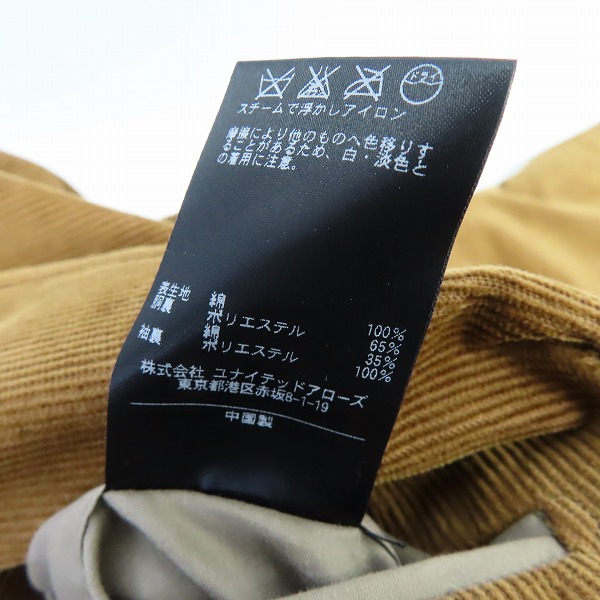 ドライ
スチームで浮かしアイロン
摩擦により他のものへ色移りす
ることがあるため、白・淡色と
の着用に注意。
表生地 綿 100%
胴裏 ポリエステル 65%
綿 35%
袖裏 ポリエステル 100%
株式会社 ユナイテッドアローズ
東京都港区赤坂8-1-19
中国製